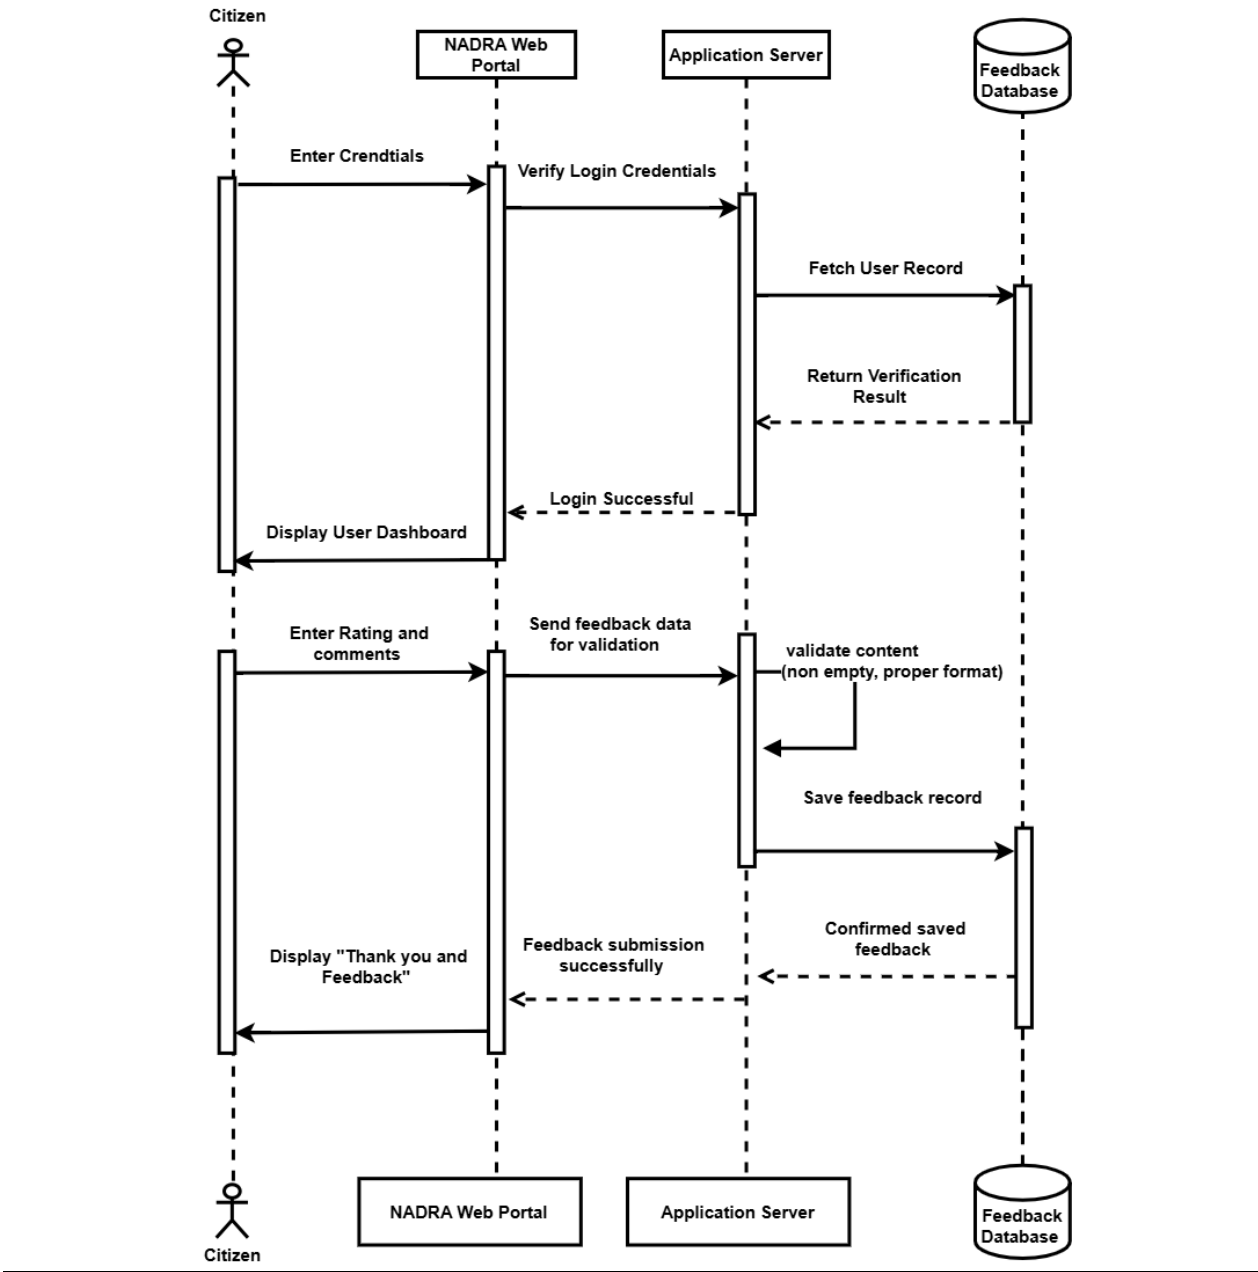 Citizen
NADRA Web
Portal
Application Server
Feedback
Database
Enter Crendtials
Verify Login Credentials
Fetch User Record
Return Verification
Result
Login Successful
Display User Dashboard
Enter Rating and
comments
Send feedback data
for validation
validate content
(non empty, proper format)
Save feedback record
Confirmed saved
feedback
Feedback submission
successfully
Display "Thank you and
Feedback"
Citizen
NADRA Web Portal
Application Server
Feedback
Database